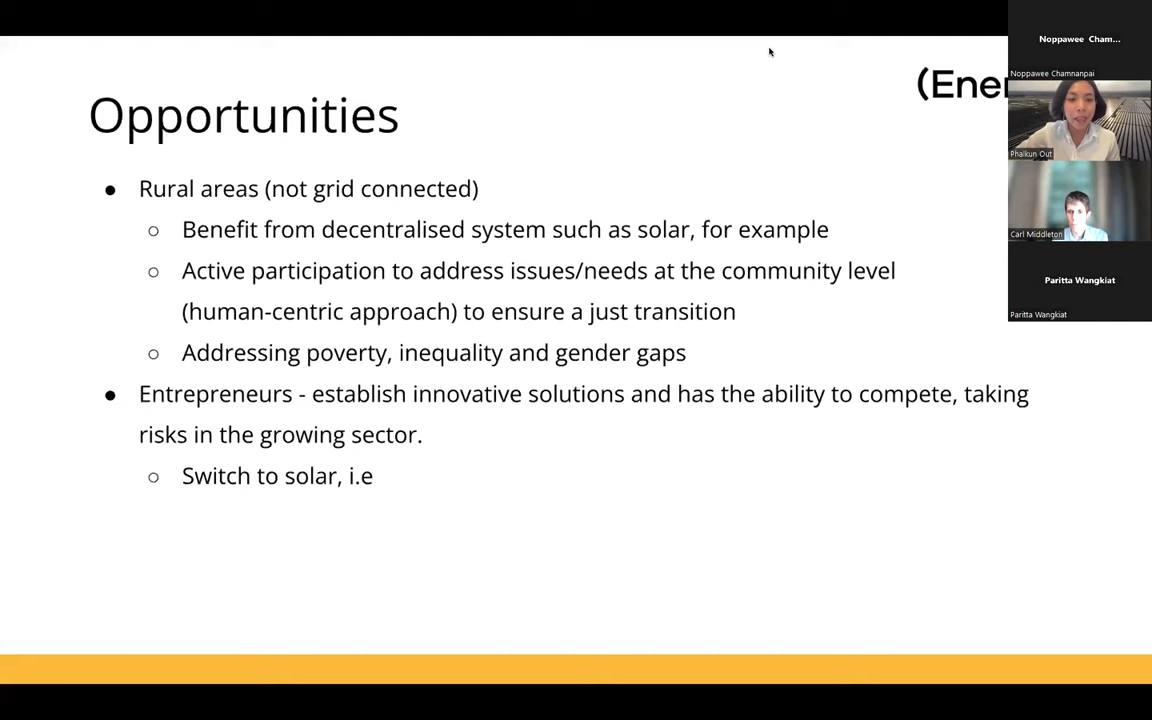 Noppawee Cham...
Noppawee Chamnanpai
(Ener
Opportunities
Phalkun Out
● Rural areas (not grid connected)
○ Benefit from decentralised system such as solar, for example
Carl Middleton
○ Active participation to address issues/needs at the community level
(human-centric approach) to ensure a just transition
Paritta Wangkiat
Paritta Wangkiat
○ Addressing poverty, inequality and gender gaps
● Entrepreneurs - establish innovative solutions and has the ability to compete, taking
risks in the growing sector.
○ Switch to solar, i.e